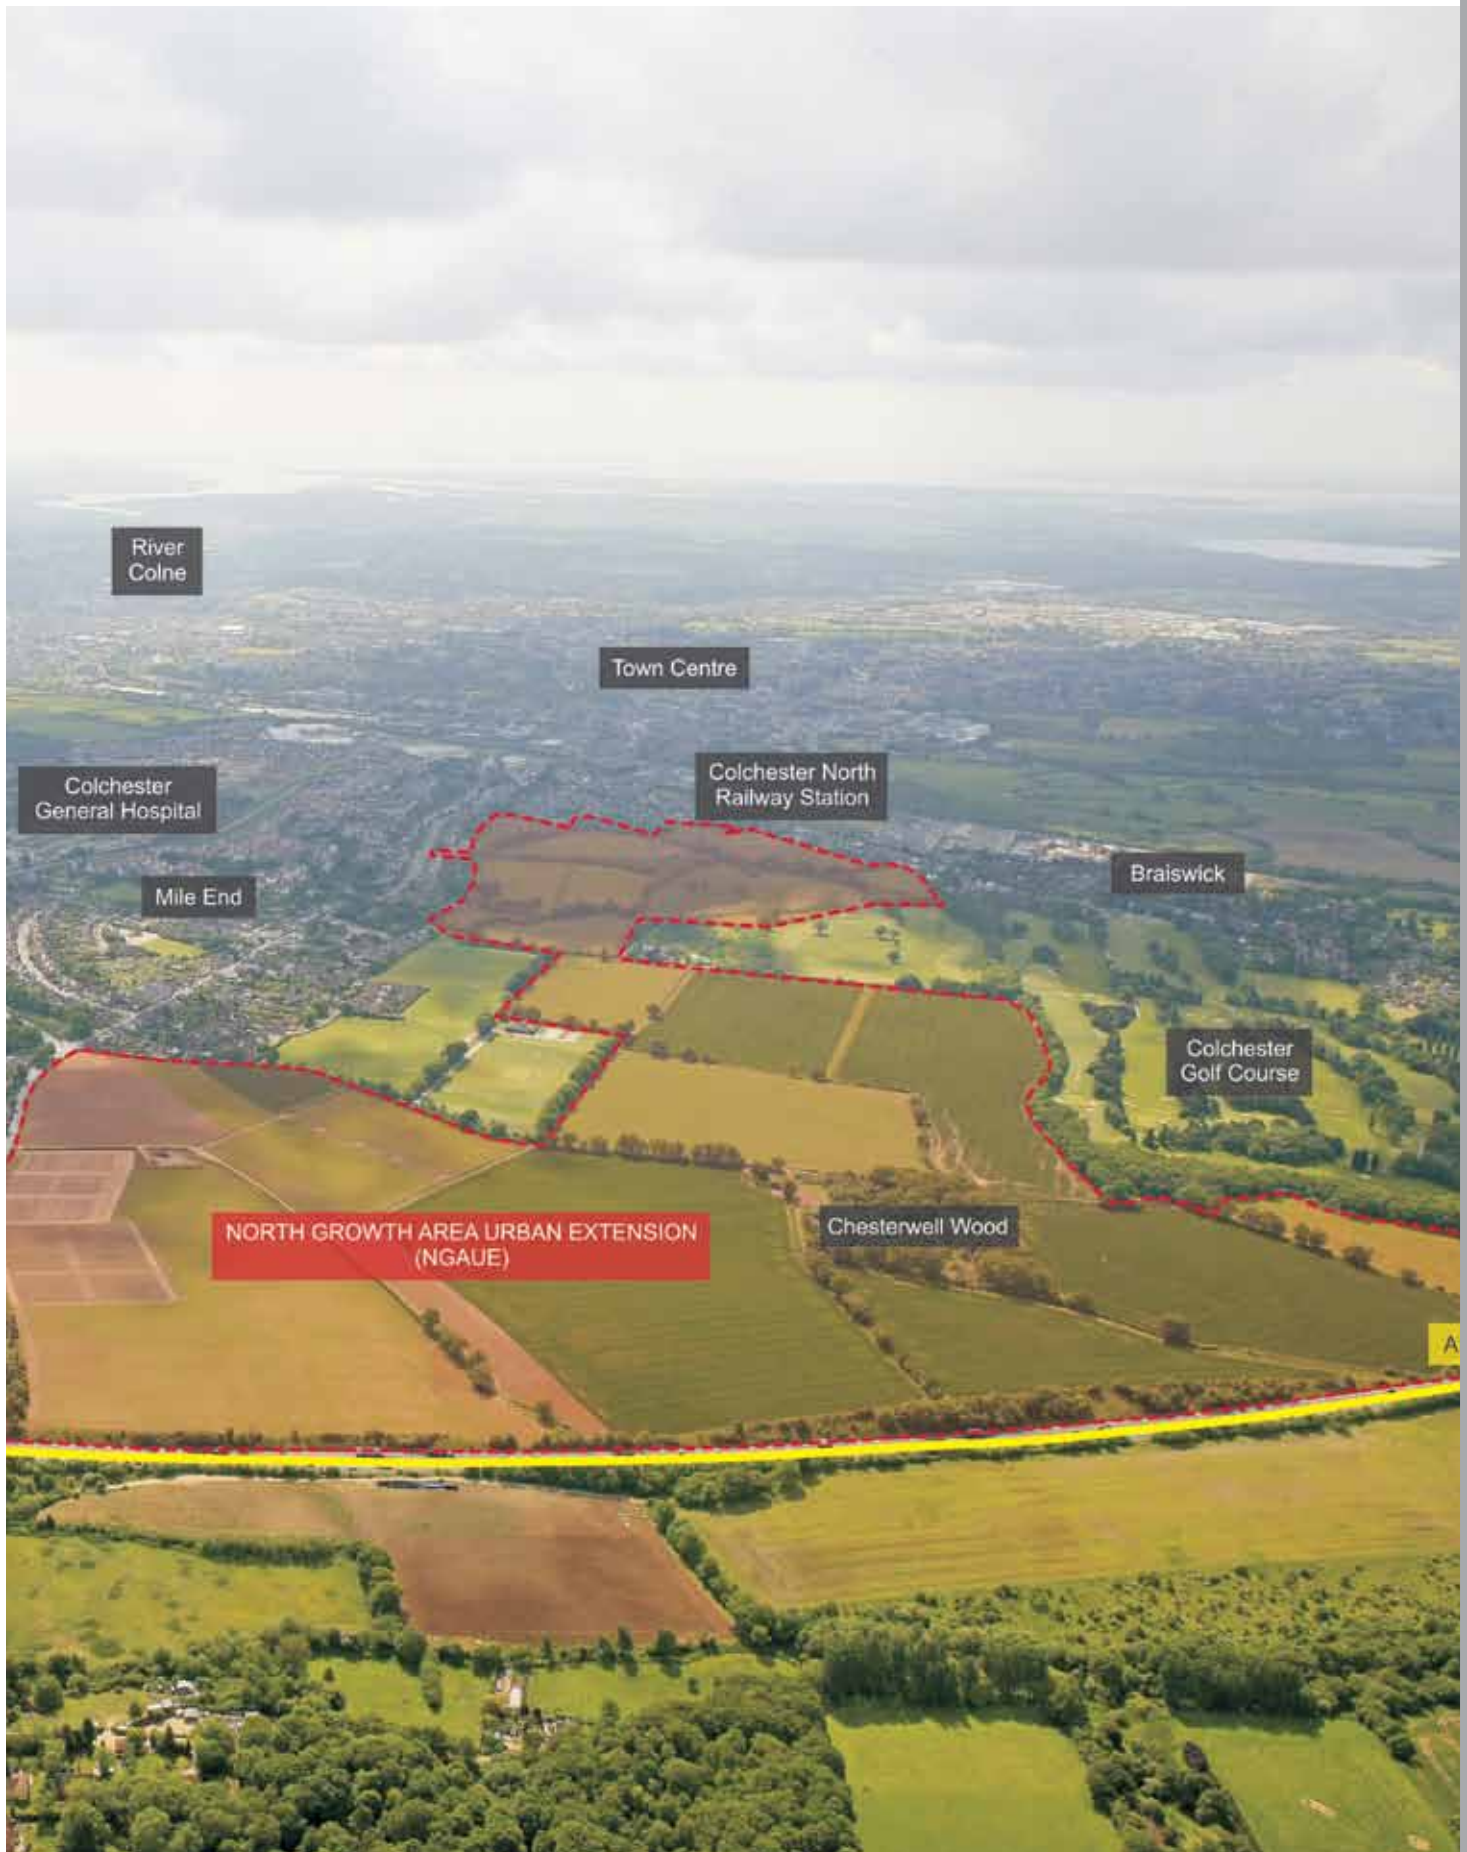 River
Colne
Town Centre
Colchester North
Railway Station
Colchester
General Hospital
Braiswick
Mile End
Colchester
Golf Course
Chesterwell Wood
NORTH GROWTH AREA URBAN EXTENSION
(NGAUE)
A